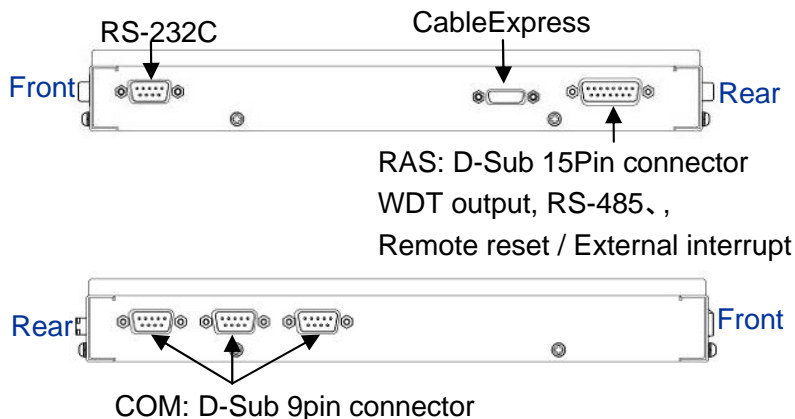 RS-232C
CableExpress
Front
Rear
RAS: D-Sub 15Pin connector
WDT output, RS-485、,
Remote reset / External interrupt
Rear
Front
COM: D-Sub 9pin connector